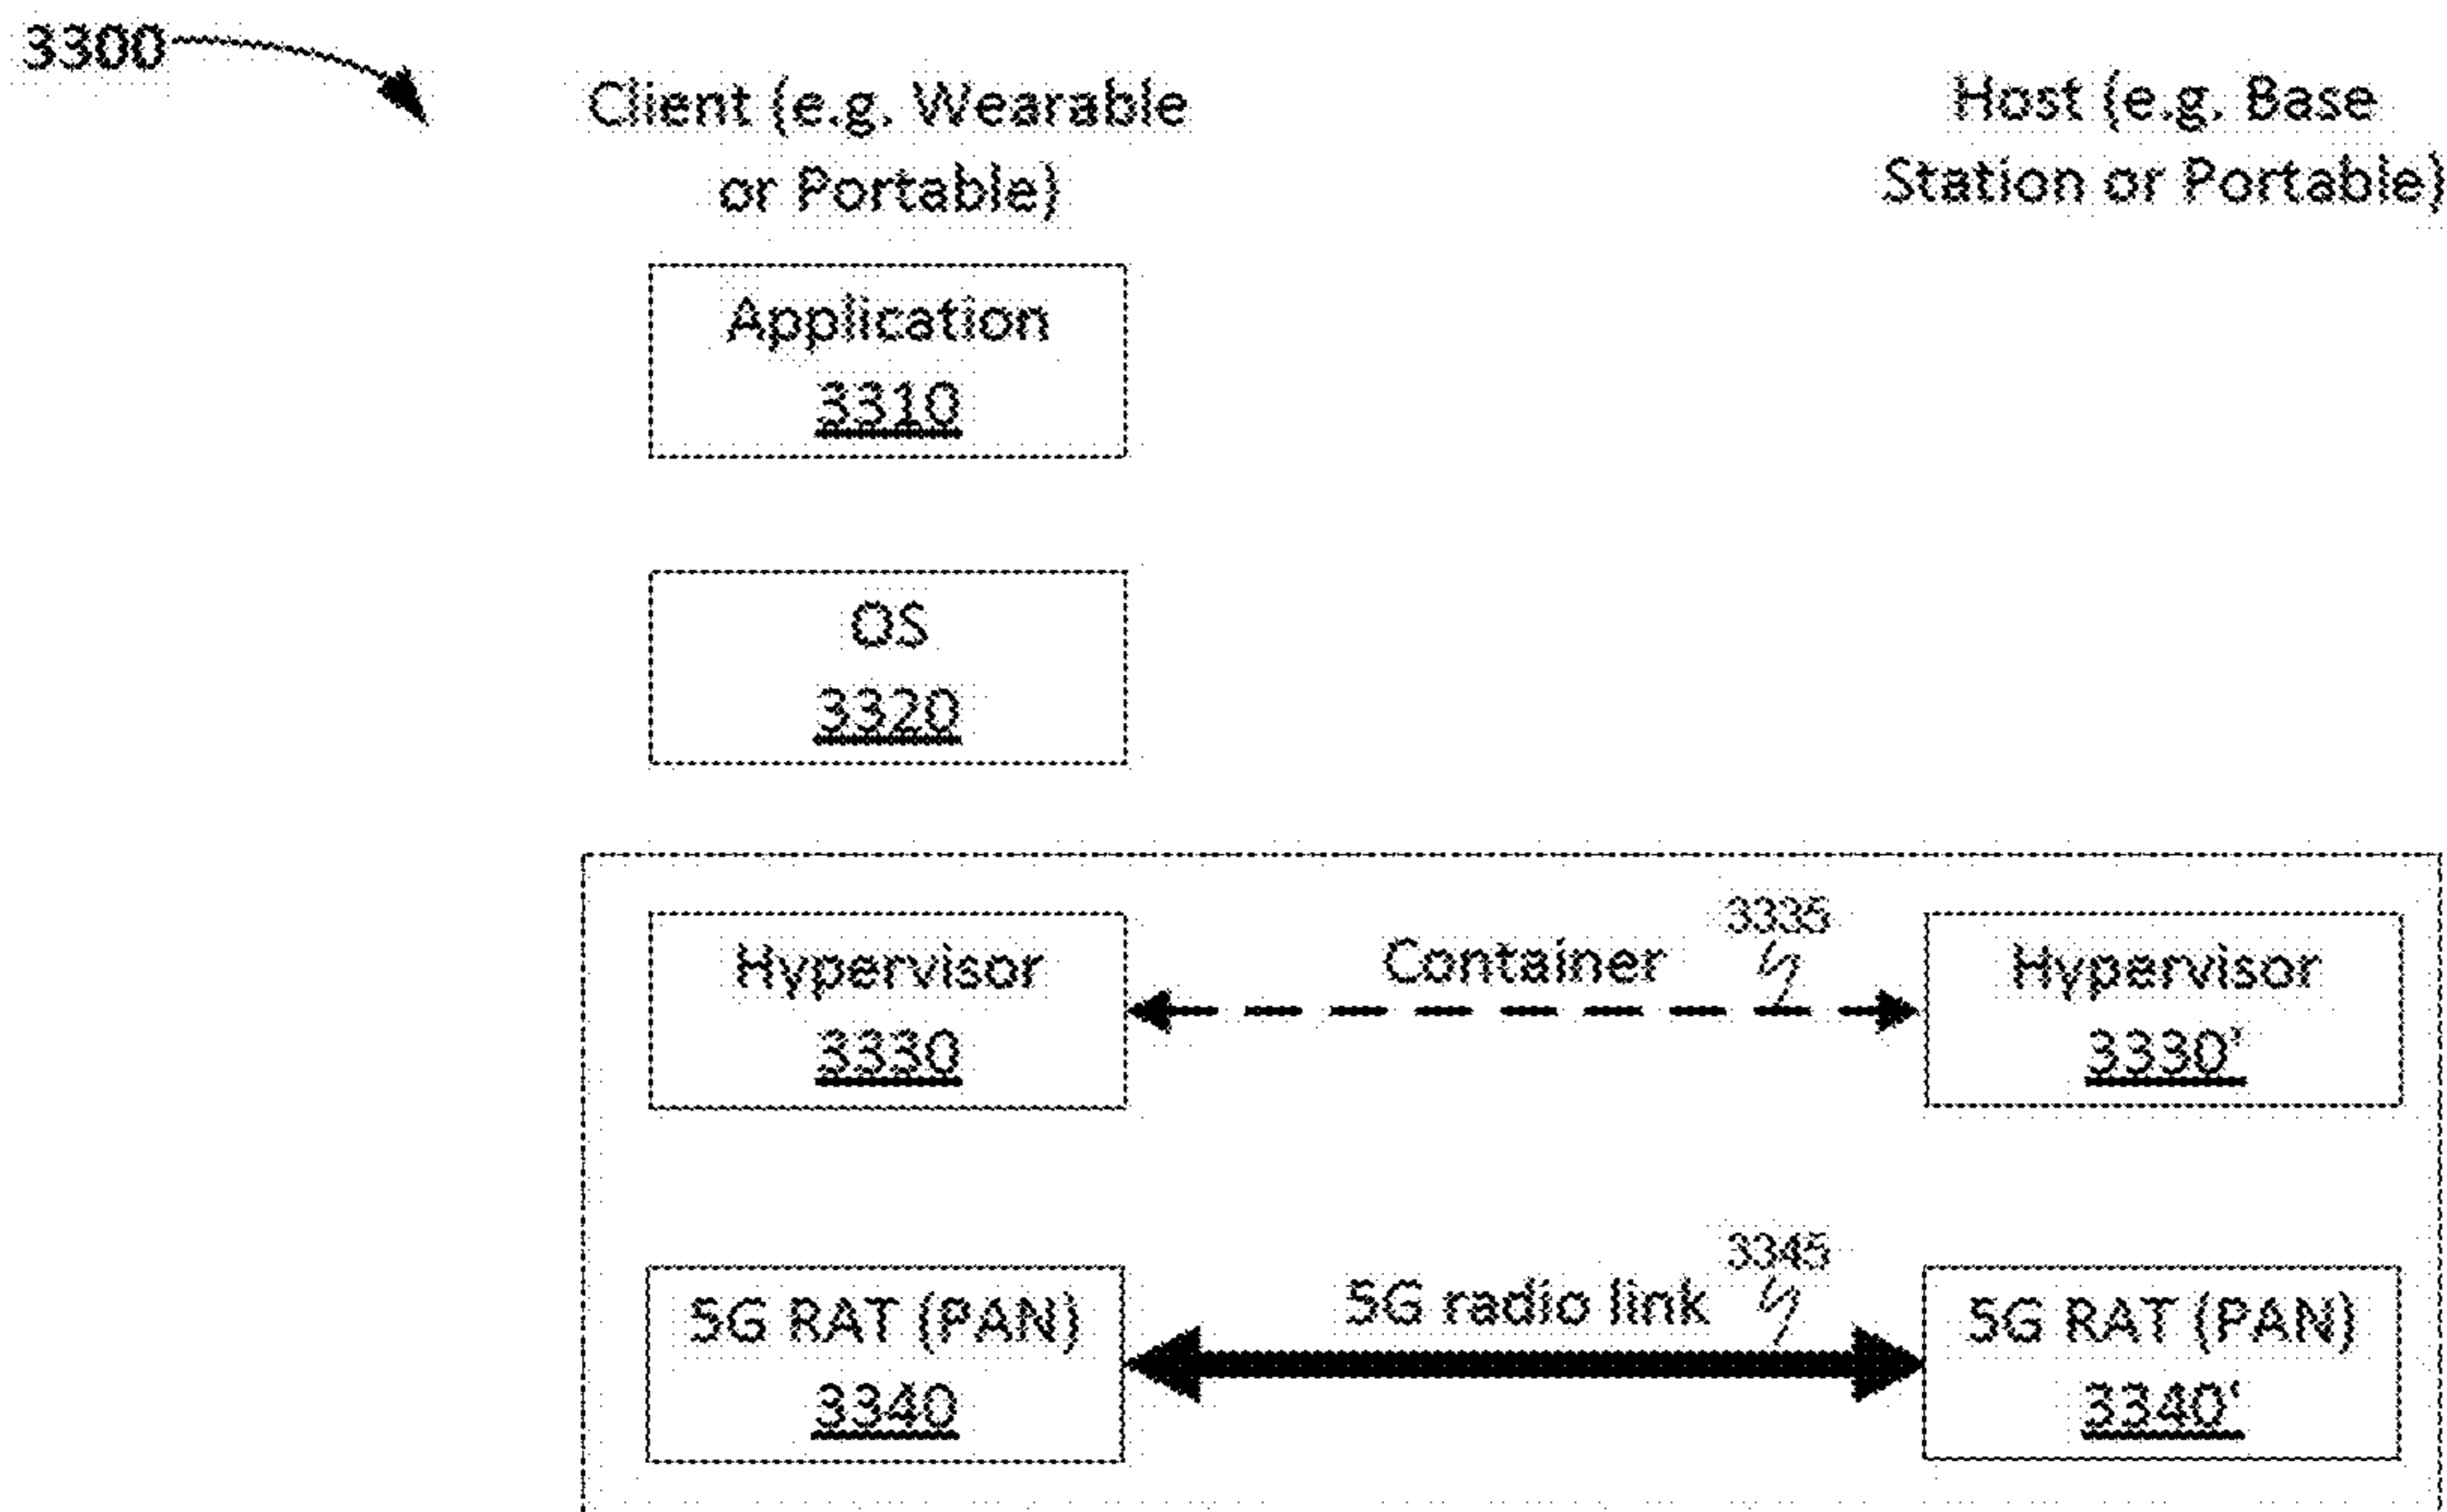 3300
Client (e.g. Wearable
or Portable)
Host (e.g. Base
Station or Portable)
Application
3310
OS
3320
Hypervisor
3330
Container
3335
Hypervisor
3330'
5G RAT (PAN)
3340
5G radio link
3345
5G RAT (PAN)
3340'